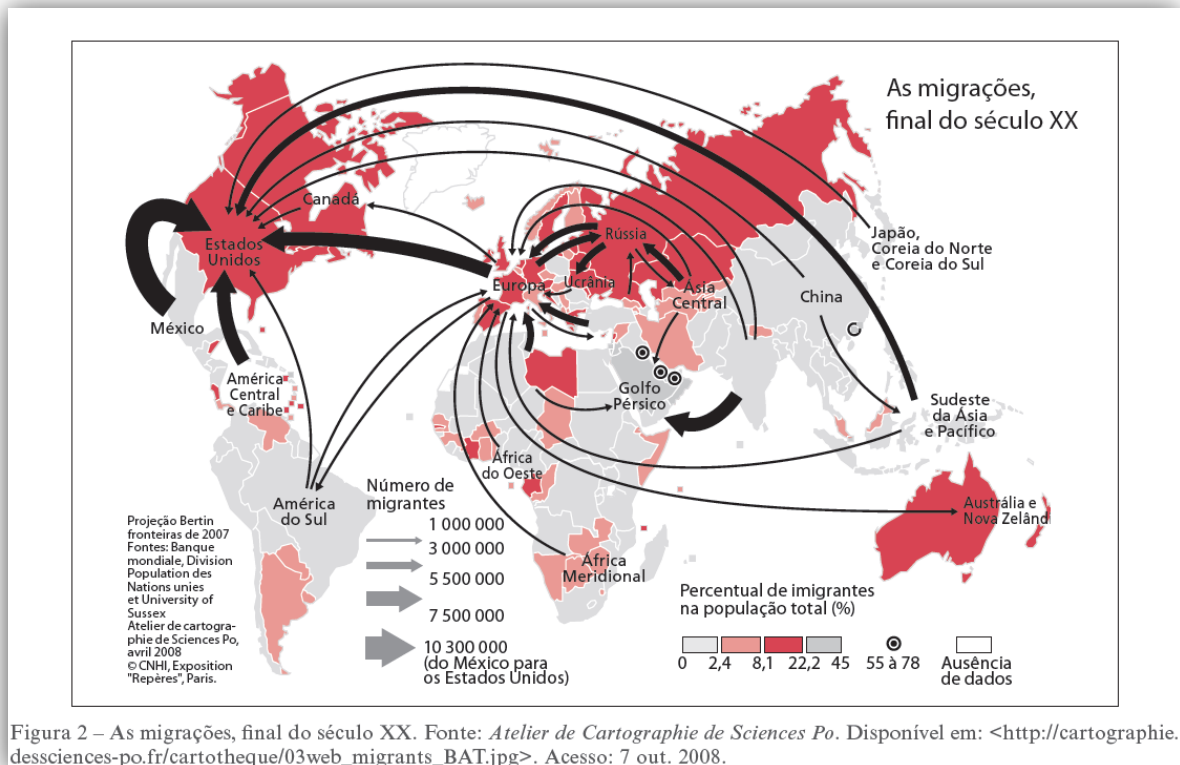 As migrações,
final do século XX
Canadá
Estados
Unidos
México
América
Central
e Caribe
América
do Sul
Europa
Rússia
Ucrânia
Ásia
Central
Japão,
Coreia do Norte
e Coreia do Sul
China
Golfo
Pérsico
Sudeste
da Ásia
e Pacífico
África
do Oeste
África
Meridional
Austrália e
Nova Zelând
Projeção Bertin
fronteiras de 2007
Fontes: Banque
mondiale, Division
Population des
Nations unies
et University of
Sussex
Atelier de cartogra-
phie de Sciences Po,
avril 2008
© CNHI, Exposition
"Repères", Paris.
Número de
migrantes
1 000 000
3 000 000
5 500 000
7 500 000
10 300 000
(do México para
os Estados Unidos)
Percentual de imigrantes
na população total (%)
0 2,4 8,1 22,2 45
55 à 78
Ausência
de dados
Figura 2 – As migrações, final do século XX. Fonte: Atelier de Cartographie de Sciences Po. Disponível em: <http://cartographie.
dessciences-po.fr/cartotheque/03web_migrants_BAT.jpg>. Acesso: 7 out. 2008.